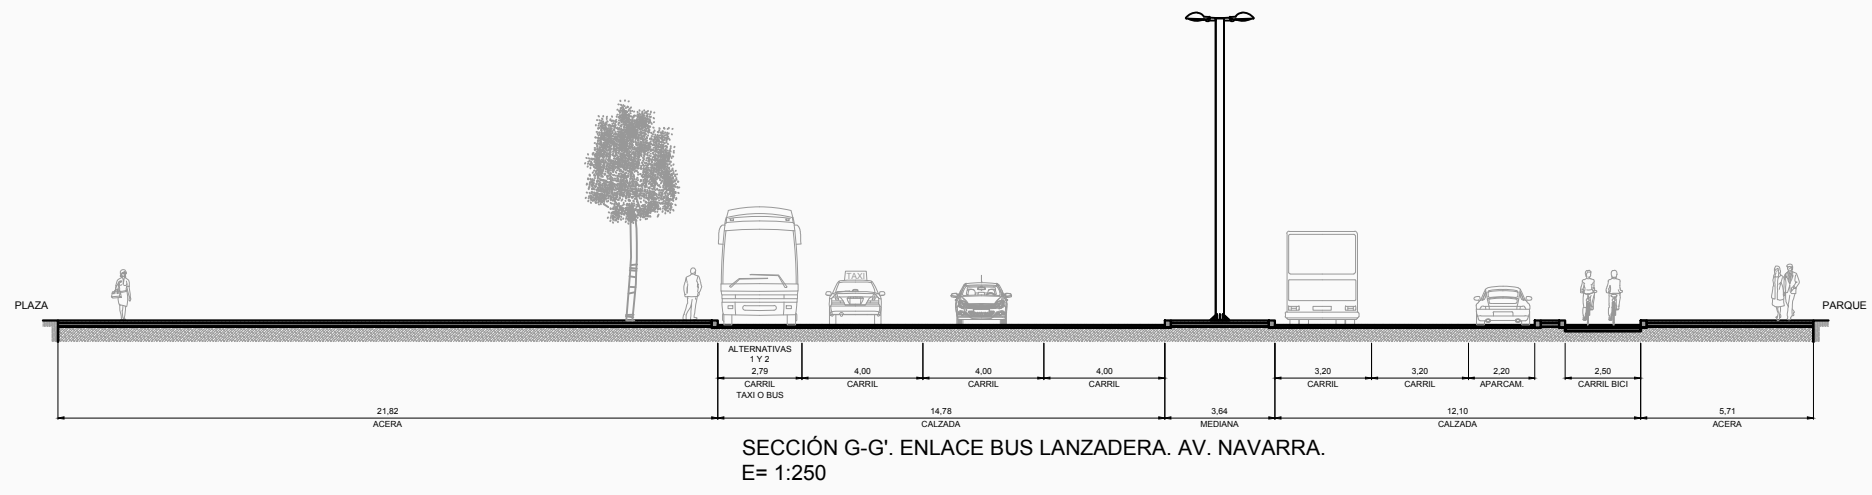 TAXI
PLAZA
PARQUE
ALTERNATIVAS
1 Y 2
2,79
CARRIL
TAXI O BUS
4,00
CARRIL
4,00
CARRIL
4,00
CARRIL
3,20
CARRIL
3,20
CARRIL
2,20
APARCAM.
2,50
CARRIL BICI
21,82
ACERA
14,78
CALZADA
3,64
MEDIANA
12,10
CALZADA
5,71
ACERA
SECCIÓN G-G'. ENLACE BUS LANZADERA. AV. NAVARRA.
E= 1:250